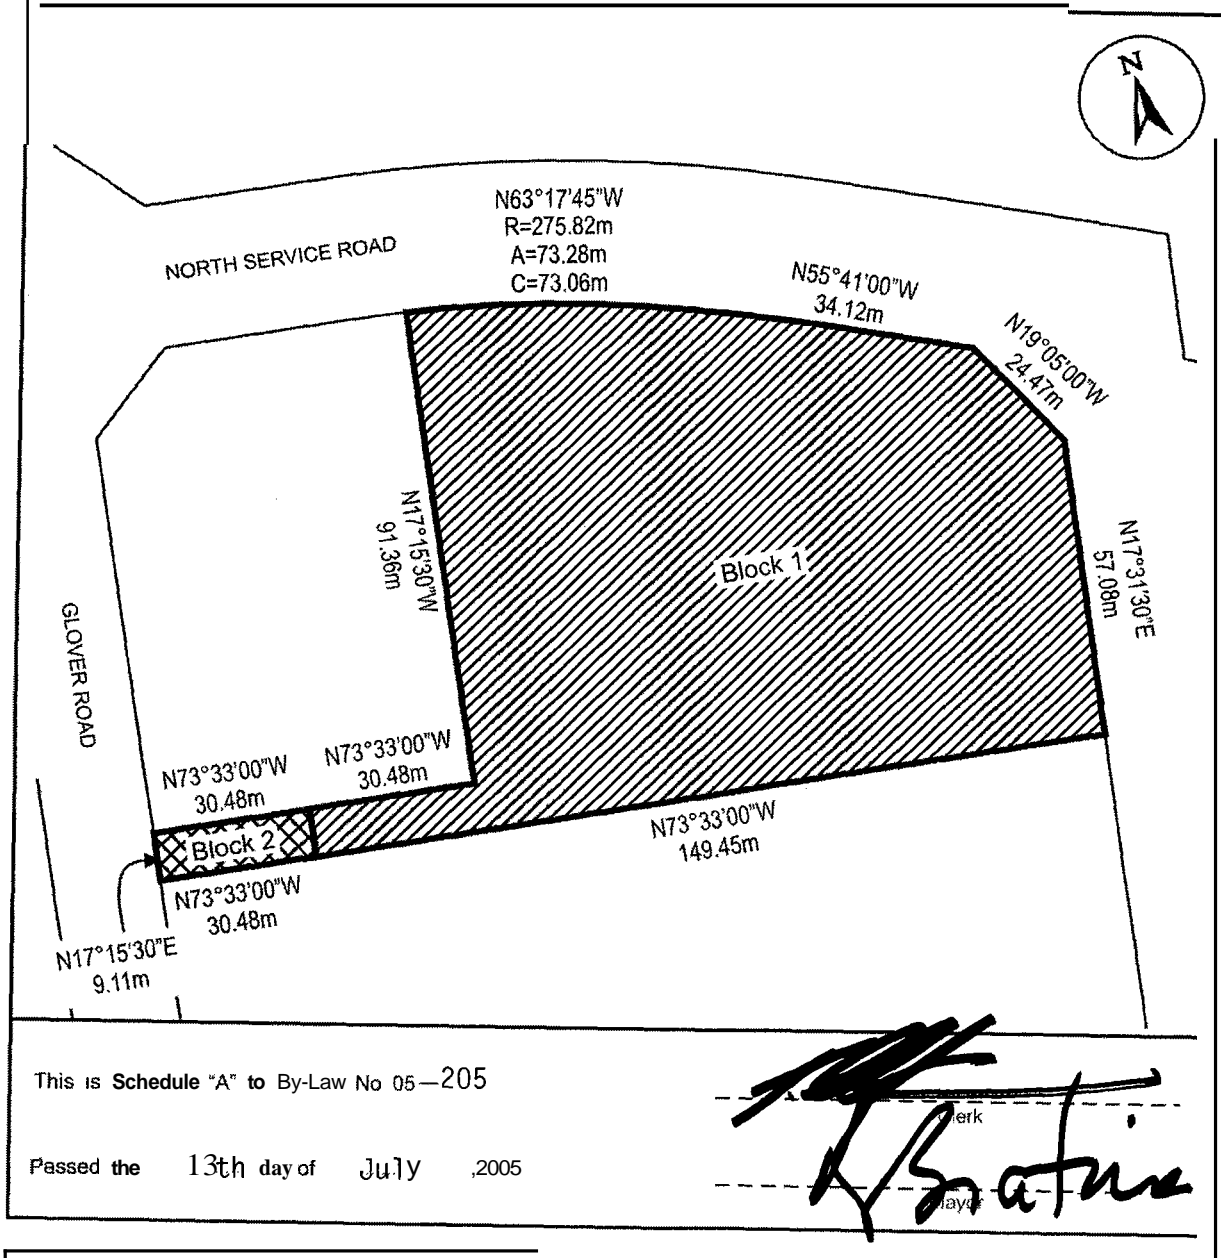 N
N63°17'45"W
R=275.82m
A=73.28m
C=73.06m
NORTH SERVICE ROAD
N55°41'00"W
34.12m
N19°05'00"W
24.47m
N17°15'30"W
91.36m
Block 1
N17°31'30"E
57.08m
GLOVER ROAD
N73°33'00"W
30.48m
N73°33'00"W
30.48m
Block 2
N73°33'00"W
149.45m
N73°33'00"W
30.48m
N17°15'30"E
9.11m
This is Schedule "A" to By-Law No 05—205
Passed the 13th day of July ,2005
Clerk
Mayor